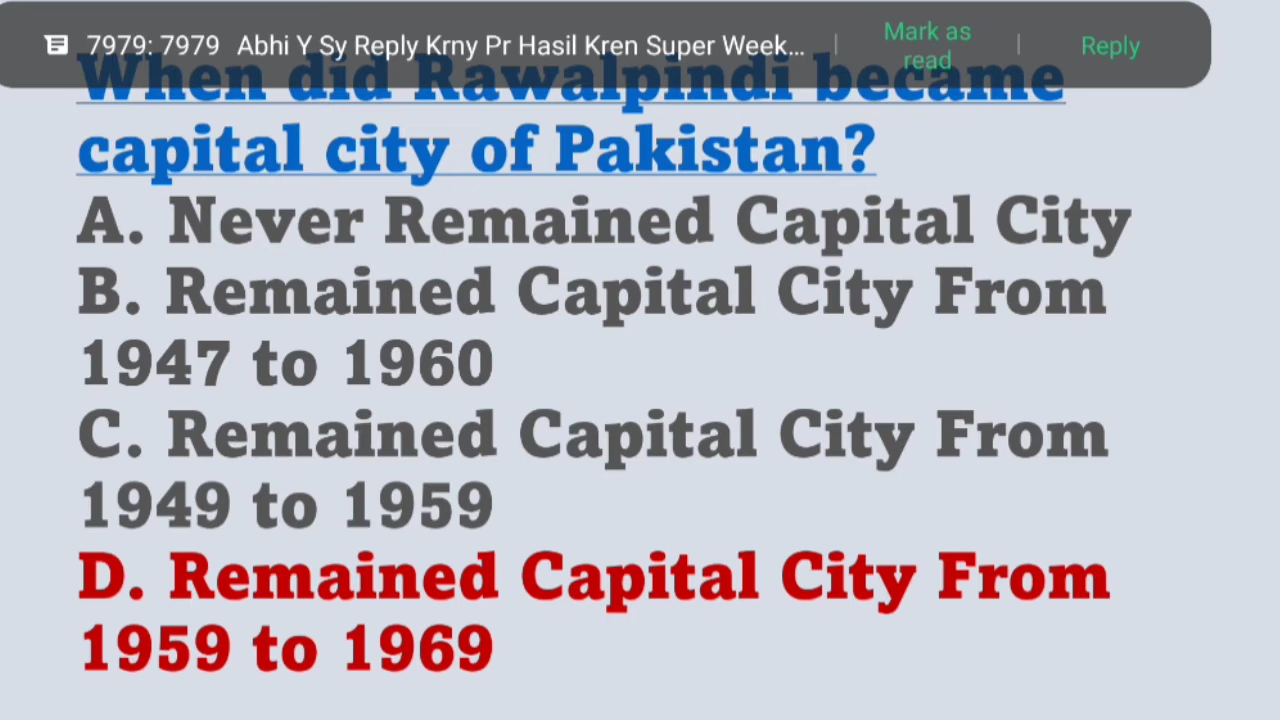 7979: 7979 Abhi Y Sy Reply Krny Pr Hasil Kren Super Week...
Mark as
read
Reply
When did Rawalpindi became
capital city of Pakistan?
A. Never Remained Capital City
B. Remained Capital City From
1947 to 1960
C. Remained Capital City From
1949 to 1959
D. Remained Capital City From
1959 to 1969